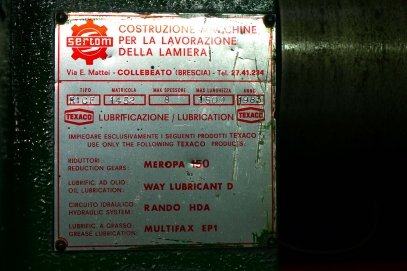 sertom
COSTRUZIONE MACCHINE
PER LA LAVORAZIONE
DELLA LAMIERA
Via E. Mattei - COLLEBEATO (BRESCIA) - Tel. 27.41.234
TIPO MATRICOLA MAX SPESSORE MAX LUNGHEZZA ANNO
8
TEXACO LUBRIFICAZIONE / LUBRICATION TEXACO
IMPIEGARE ESCLUSIVAMENTE I SEGUENTI PRODOTTI TEXACO
USE ONLY THE FOLLOWING TEXACO PRODUCTS:
RIDUTTORI
REDUCTION GEARS: MEROPA 150
LUBRIFIC. AD OLIO
OIL LUBRICATION: WAY LUBRICANT D
CIRCUITO IDRAULICO
HYDRAULIC SYSTEM: RANDO HDA
LUBRIFIC. A GRASSO
GREASE LUBRICATION: MULTIFAX EP1